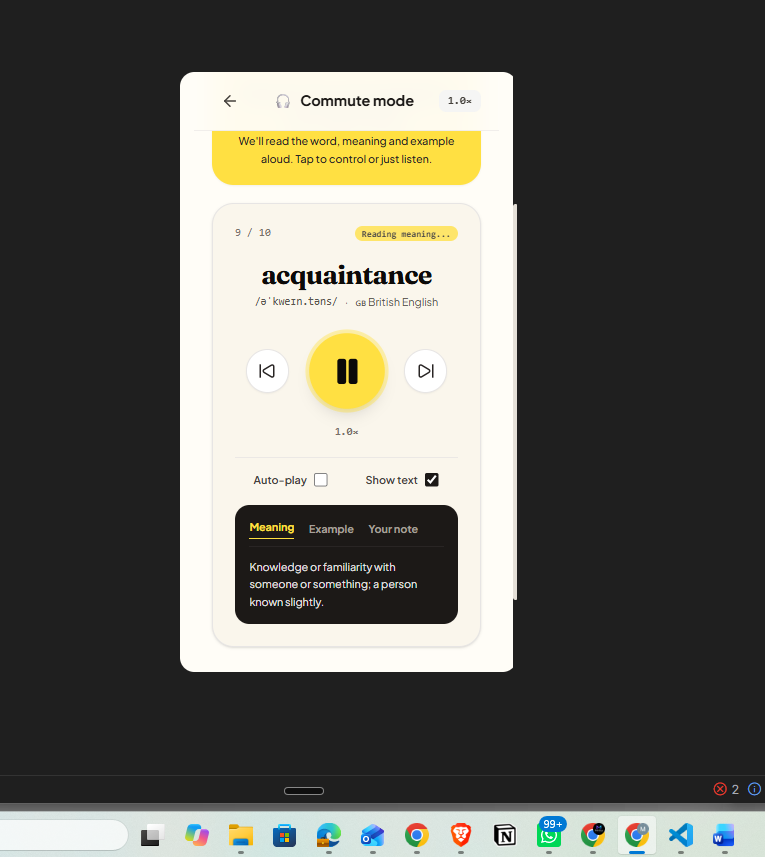 Commute mode
1.0×
We'll read the word, meaning and example
aloud. Tap to control or just listen.
9 / 10
Reading meaning...
acquaintance
/əˈkweɪn.təns/ · GB British English
1.0×
Auto-play
Show text
Meaning
Example
Your note
Knowledge or familiarity with
someone or something; a person
known slightly.
2
99+